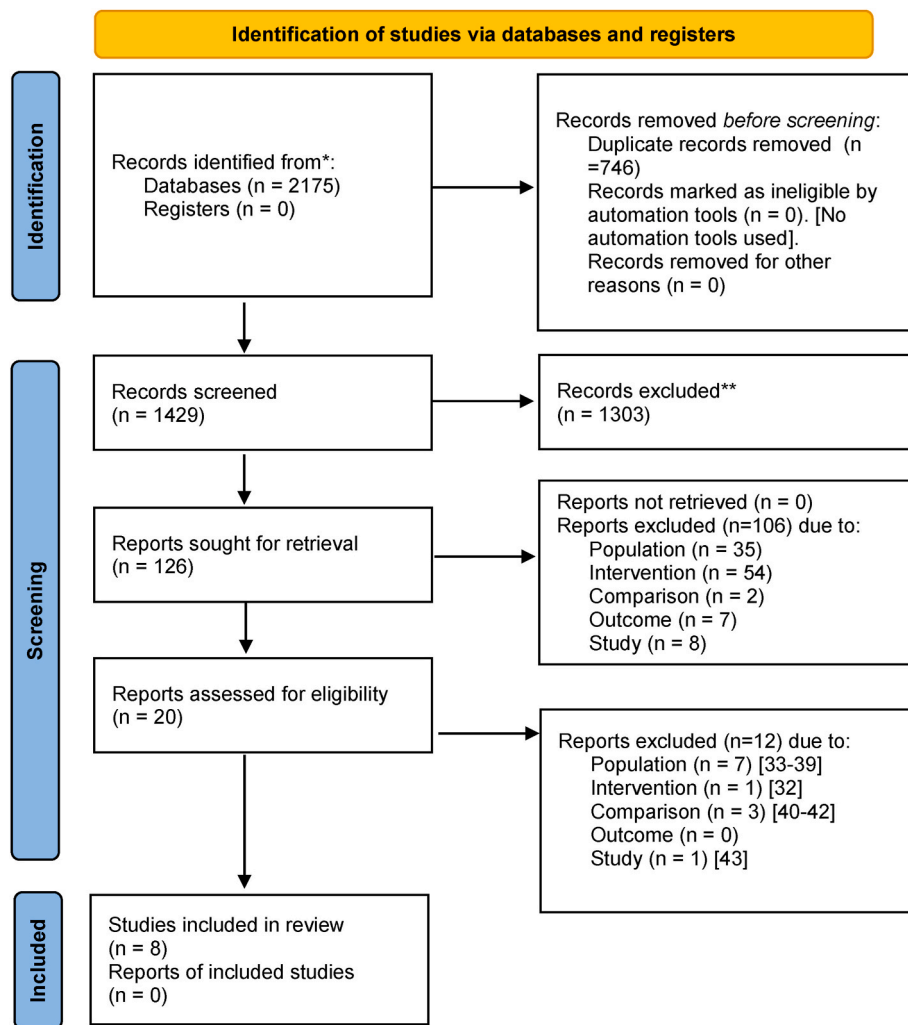 Identification of studies via databases and registers
Identification
Records identified from*:
Databases (n = 2175)
Registers (n = 0)
Records removed before screening:
Duplicate records removed (n
=746)
Records marked as ineligible by
automation tools (n = 0). [No
automation tools used].
Records removed for other
reasons (n = 0)
Screening
Records screened
(n = 1429)
Records excluded**
(n = 1303)
Reports sought for retrieval
(n = 126)
Reports not retrieved (n = 0)
Reports excluded (n=106) due to:
Population (n = 35)
Intervention (n = 54)
Comparison (n = 2)
Outcome (n = 7)
Study (n = 8)
Reports assessed for eligibility
(n = 20)
Reports excluded (n=12) due to:
Population (n = 7) [33-39]
Intervention (n = 1) [32]
Comparison (n = 3) [40-42]
Outcome (n = 0)
Study (n = 1) [43]
Included
Studies included in review
(n = 8)
Reports of included studies
(n = 0)